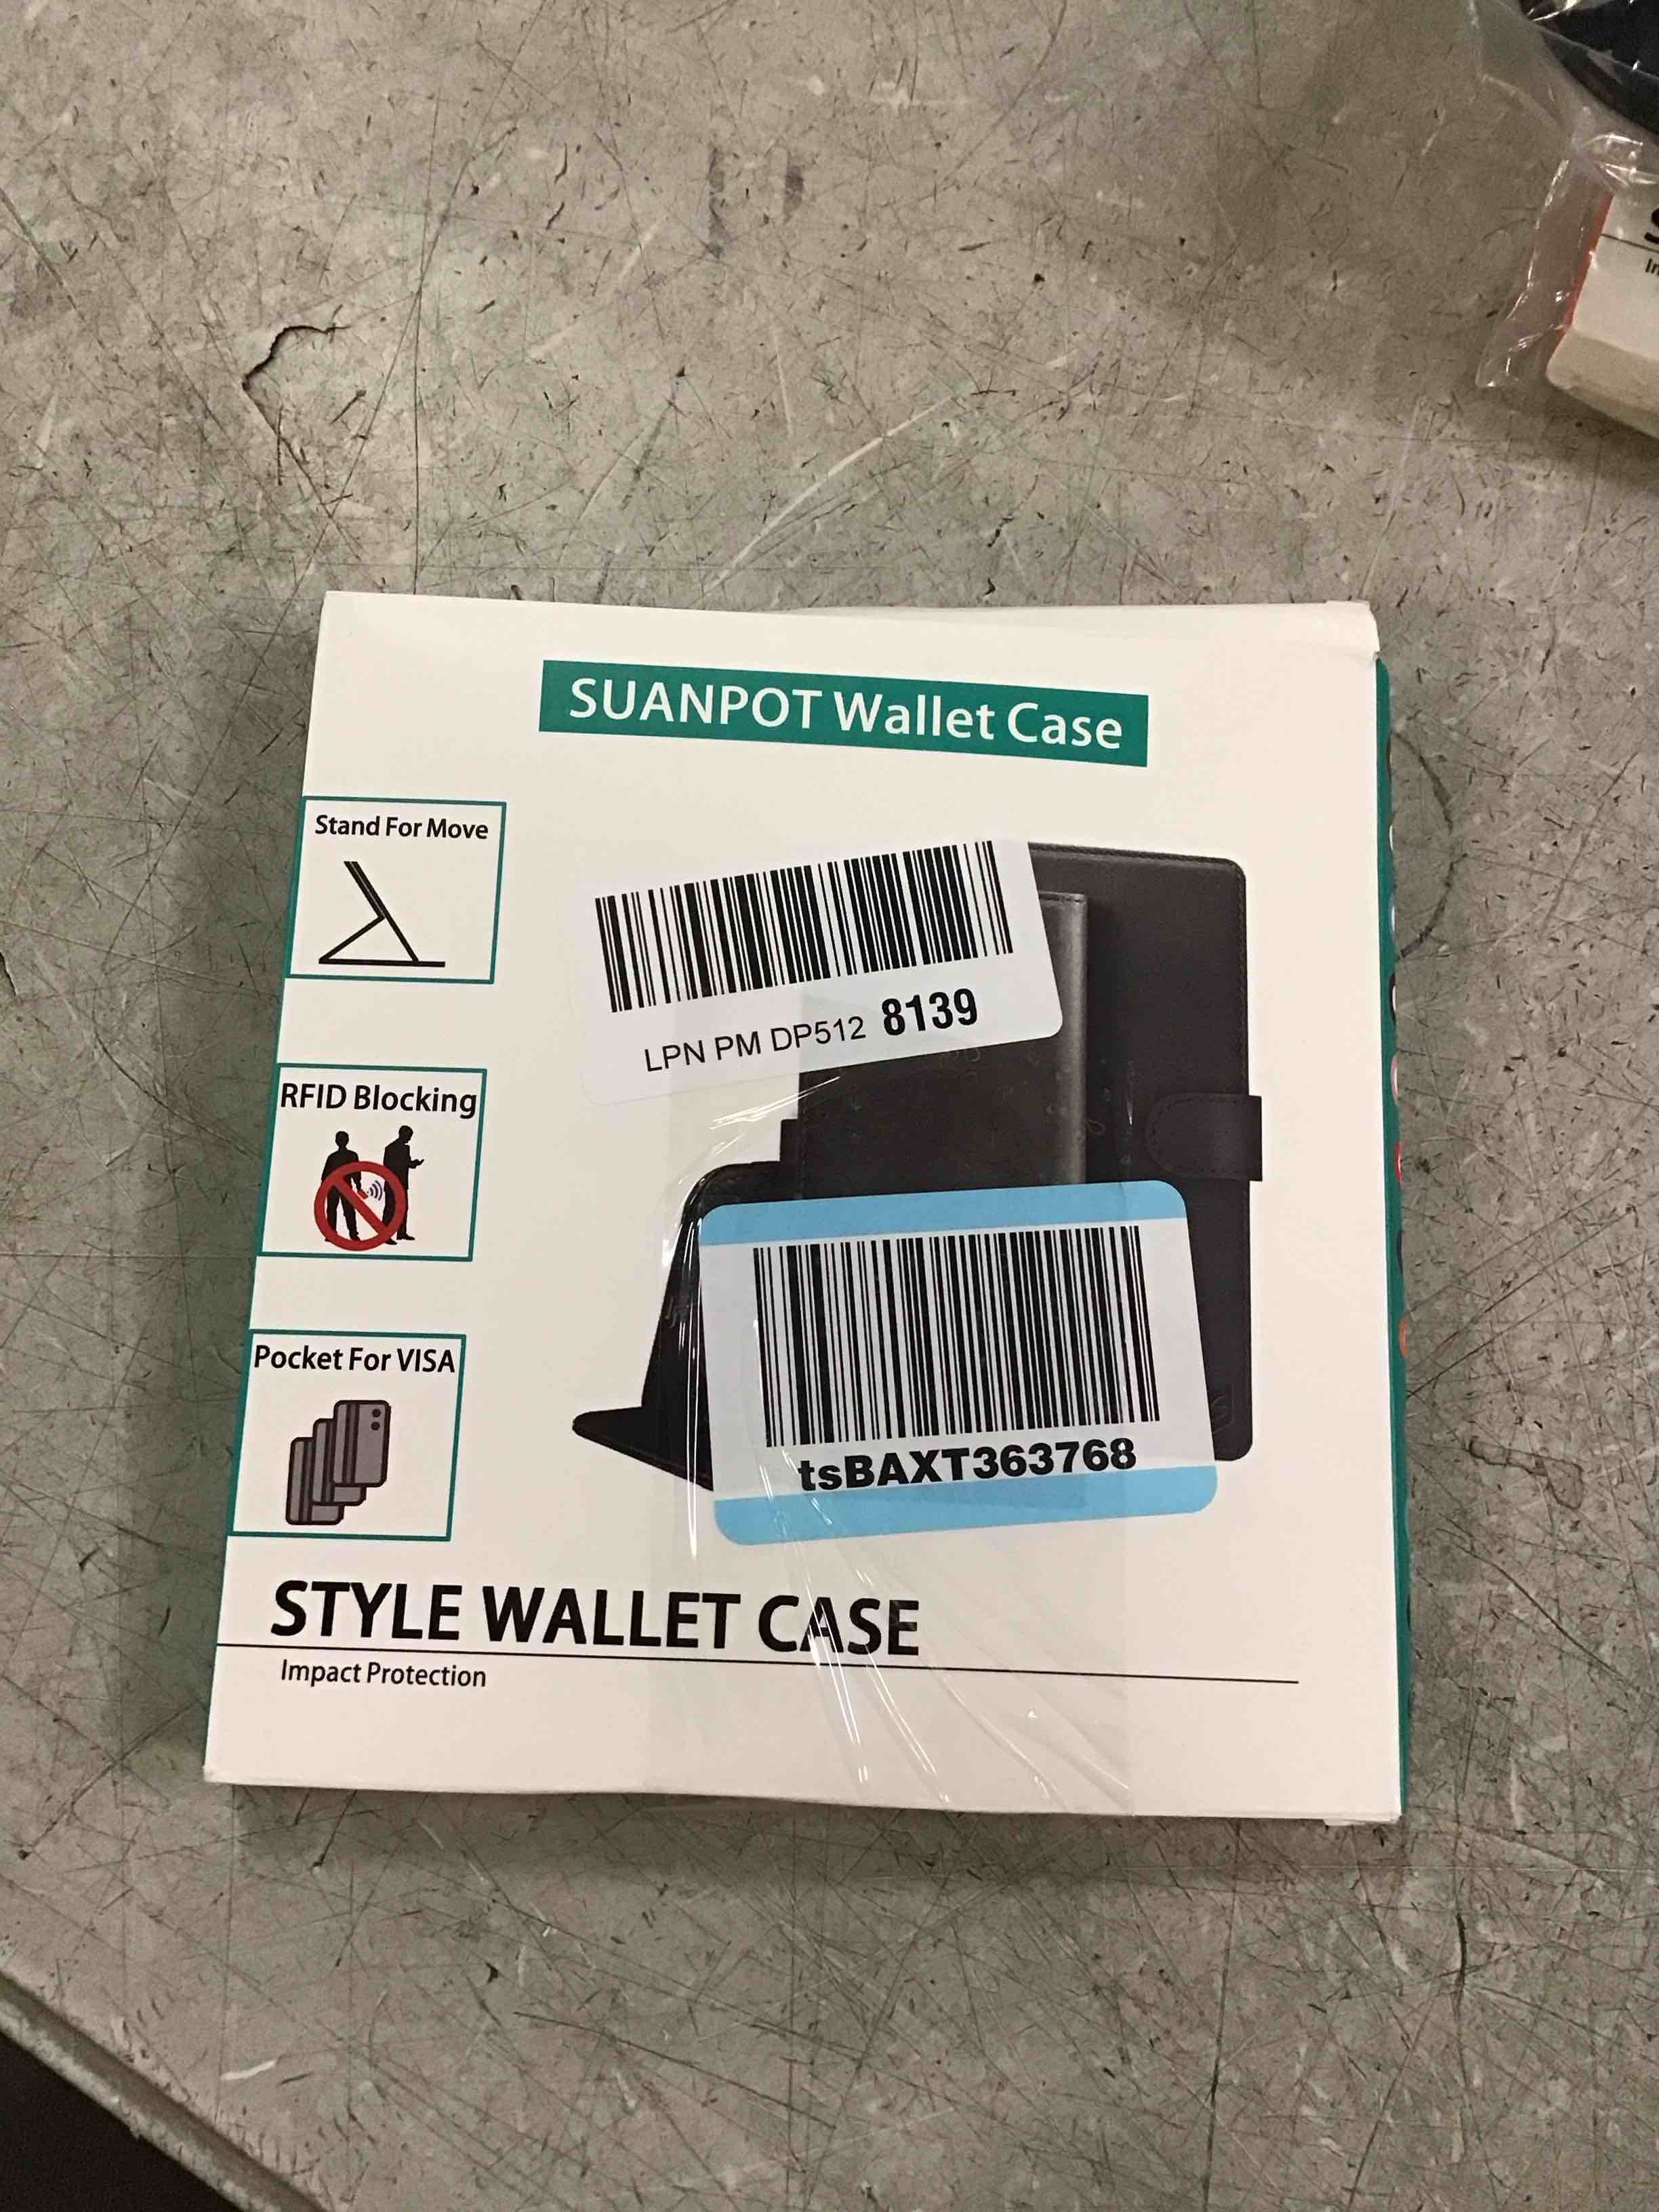 SUANPOT Wallet Case
Stand For Move
LPN PM DP512 8139
RFID Blocking
Pocket For VISA
tsBAXT363768
STYLE WALLET CASE
Impact Protection